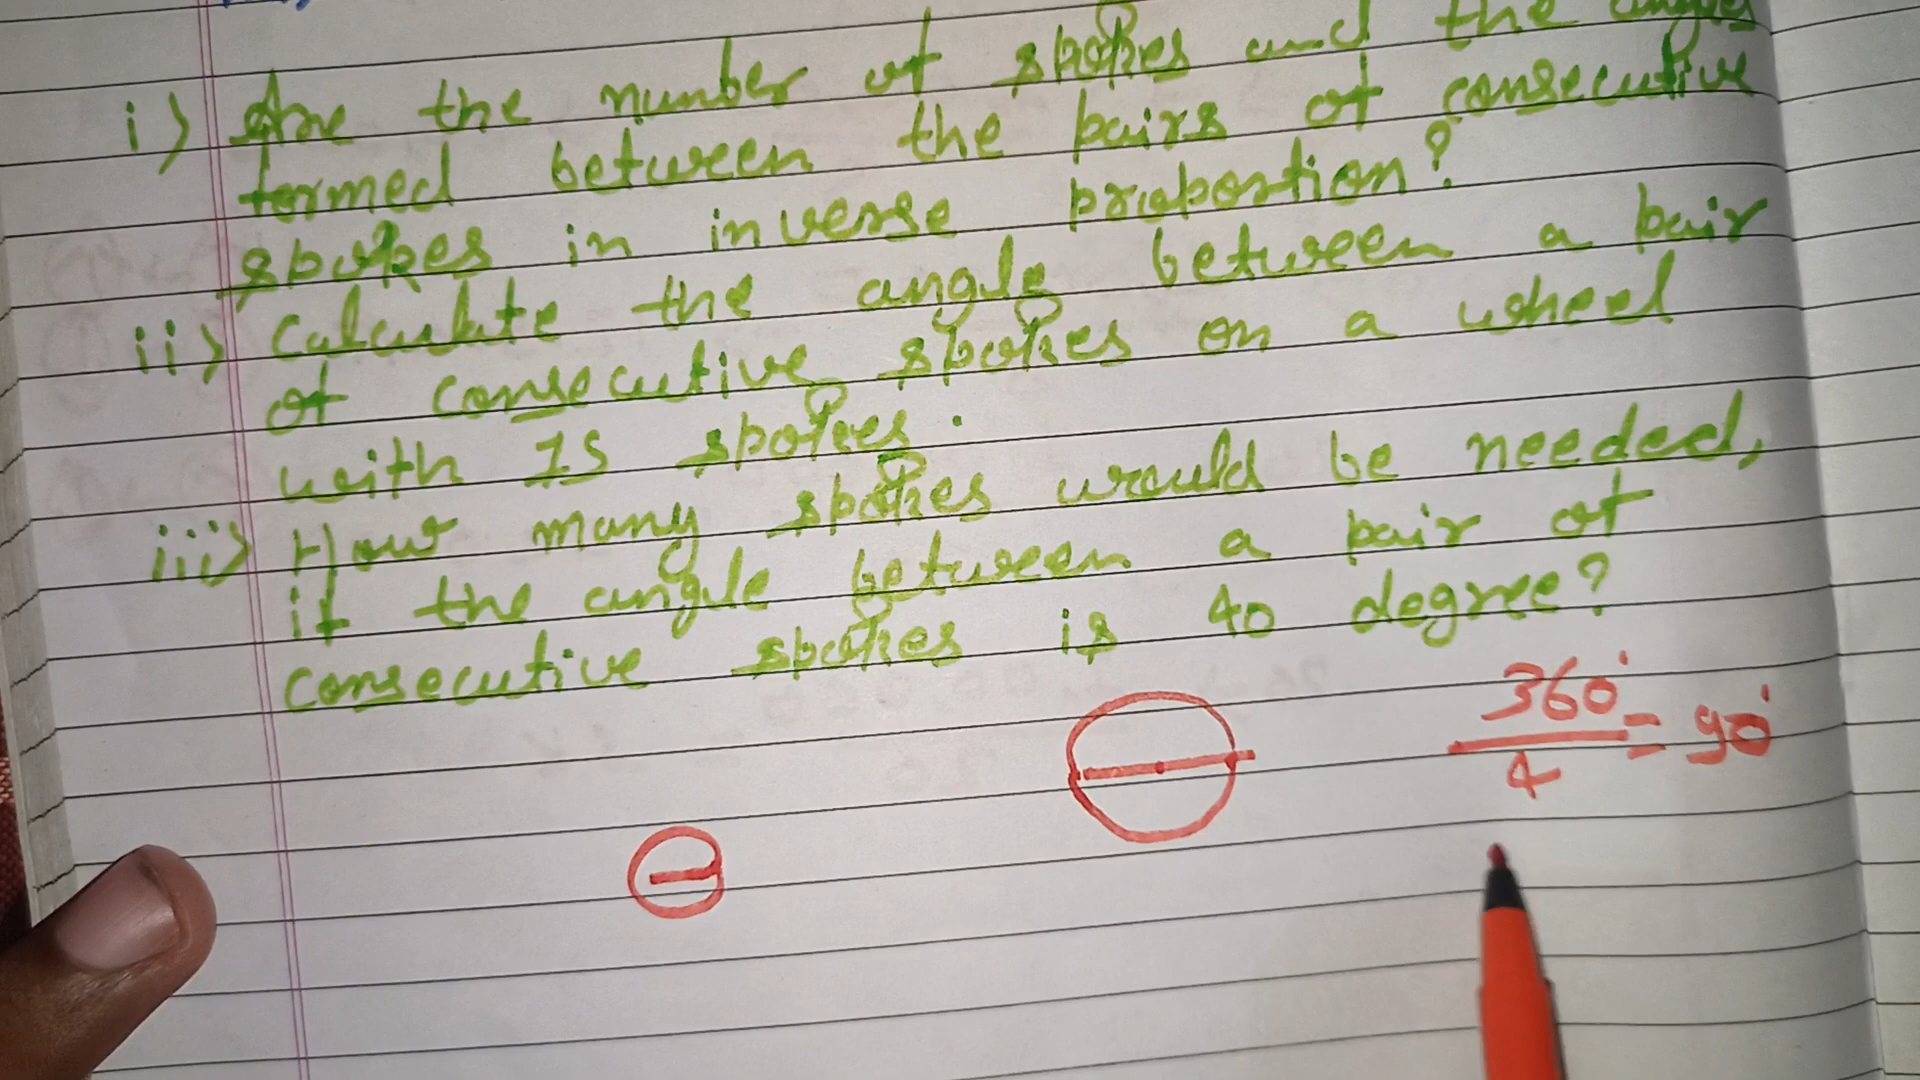 i) Are the number of spokes and the angles
formed between the pairs of consecutive
spokes in inverse proportion?
ii) Calculate the angle between a pair
of consecutive spokes on a wheel
with 15 spokes.
iii) How many spokes would be needed,
if the angle between a pair of
consecutive spokes is 40 degree?
360°
= 90°
4